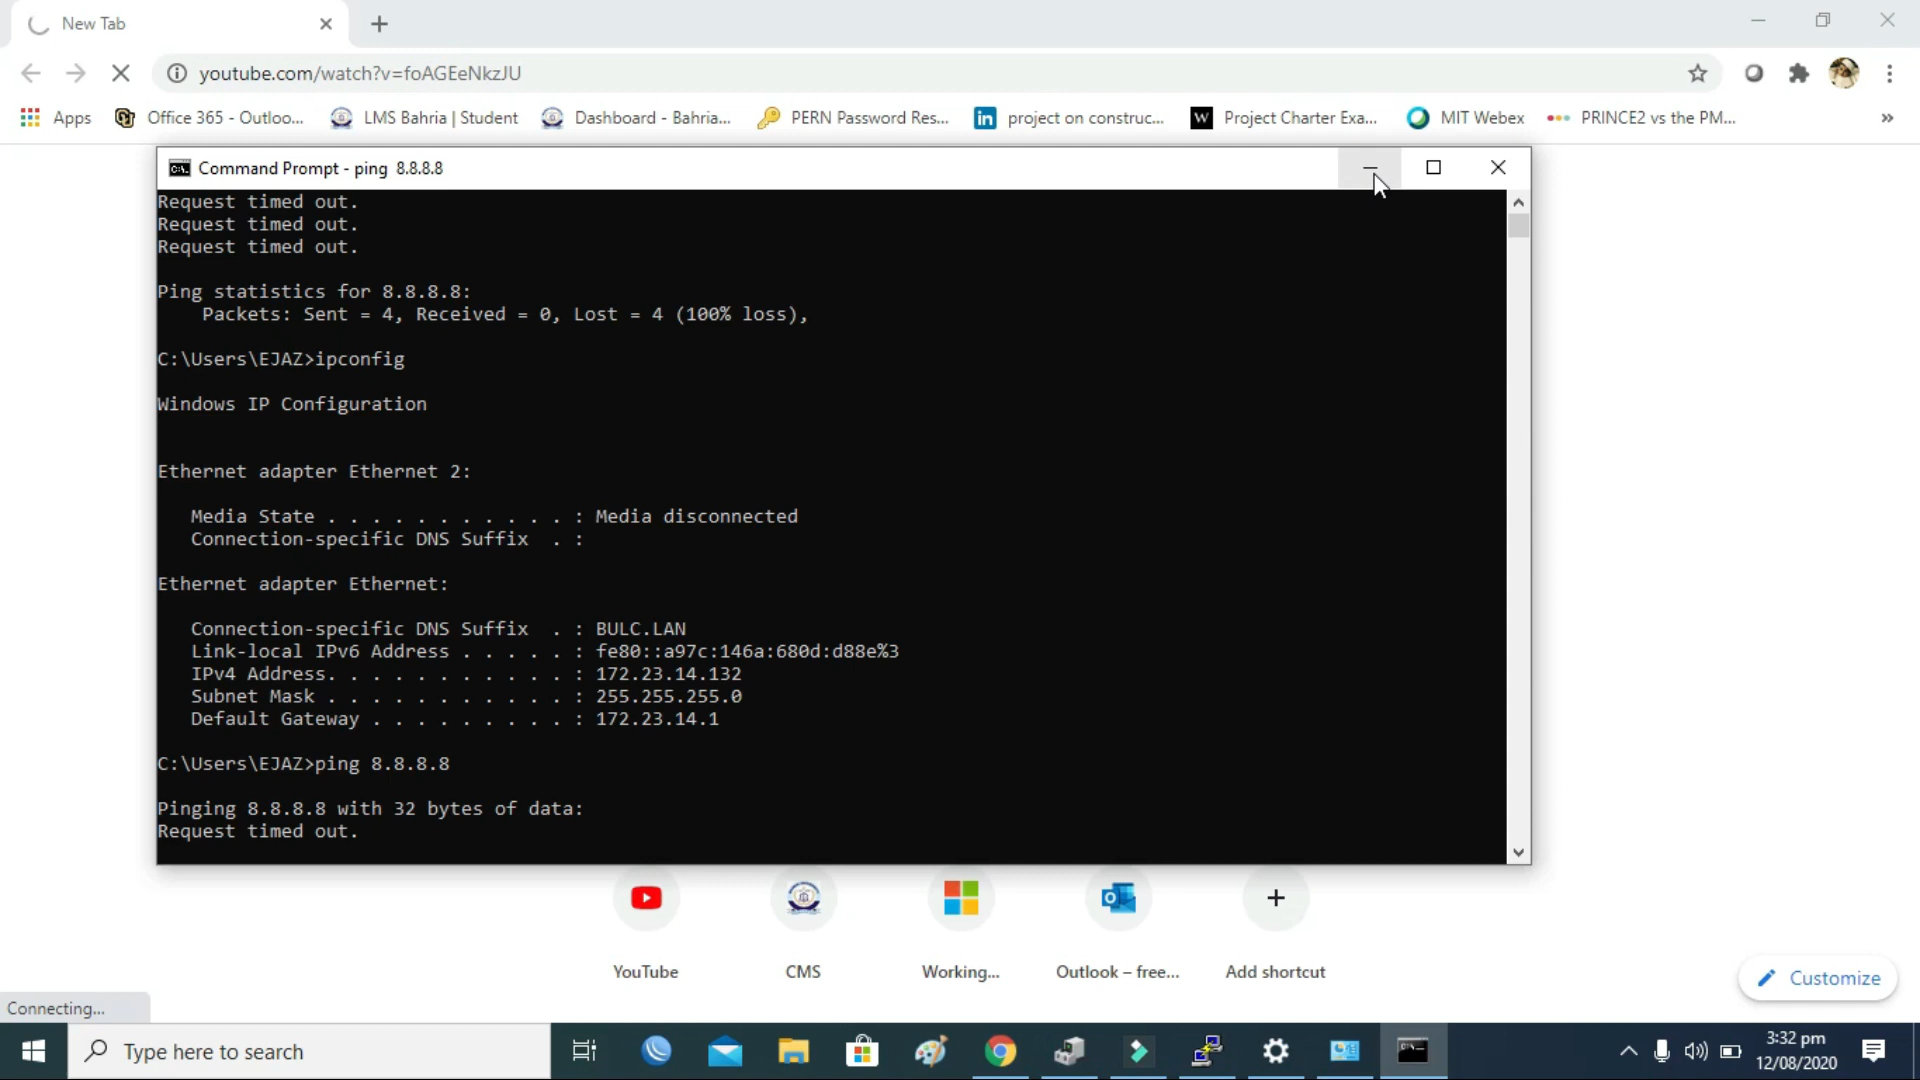 New Tab
youtube.com/watch?v=foAGEeNkzJU
Apps Office 365 - Outloo... LMS Bahria | Student Dashboard - Bahria... PERN Password Res... project on construc... Project Charter Exa... MIT Webex PRINCE2 vs the PM... »
Command Prompt - ping 8.8.8.8
Request timed out.
Request timed out.
Request timed out.
Ping statistics for 8.8.8.8:
Packets: Sent = 4, Received = 0, Lost = 4 (100% loss),
C:\Users\EJAZ>ipconfig
Windows IP Configuration
Ethernet adapter Ethernet 2:
Media State . . . . . . . . . . . : Media disconnected
Connection-specific DNS Suffix . :
Ethernet adapter Ethernet:
Connection-specific DNS Suffix . : BULC.LAN
Link-local IPv6 Address . . . . . : fe80::a97c:146a:680d:d88e%3
IPv4 Address. . . . . . . . . . . : 172.23.14.132
Subnet Mask . . . . . . . . . . . : 255.255.255.0
Default Gateway . . . . . . . . . : 172.23.14.1
C:\Users\EJAZ>ping 8.8.8.8
Pinging 8.8.8.8 with 32 bytes of data:
Request timed out.
YouTube CMS Working... Outlook – free... Add shortcut
Customize
Connecting...
Type here to search
3:32 pm
12/08/2020